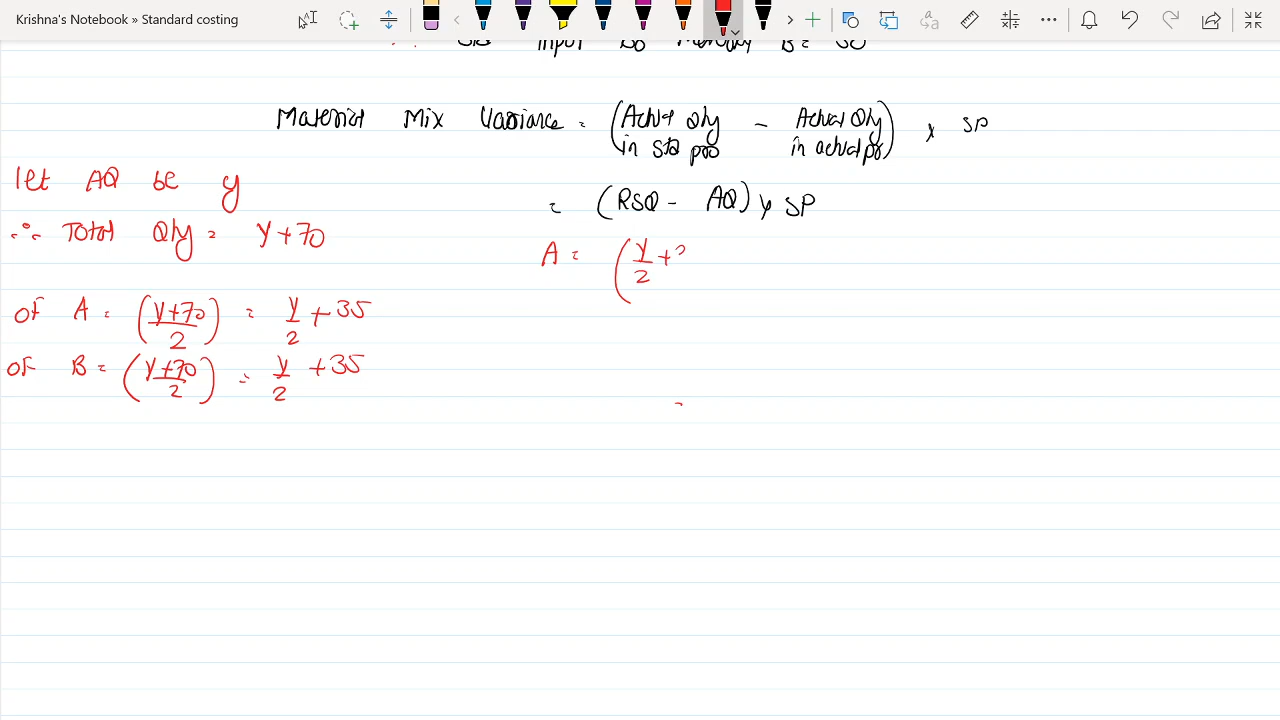 Krishna's Notebook » Standard costing
Input
B = 50
Material Mix Variance = (Actual Qty in std pro - Actual Qty in actual pro) x SP
let AQ be y
= (RSQ - AQ) x SP
∴ Total Qty = y+70
A = (y/2 +
of A = (y+70/2) = y/2 + 35
of B = (y+70/2) = y/2 + 35
=